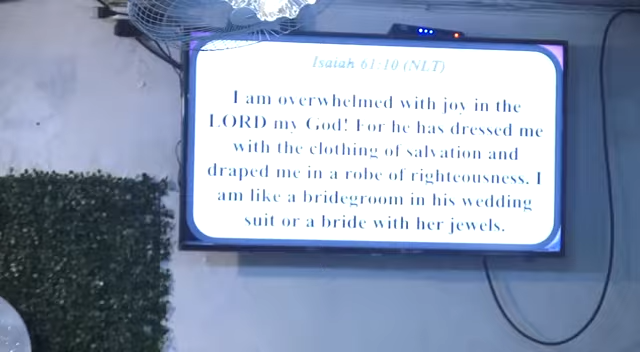 Isaiah 61:10 (NLT)
I am overwhelmed with joy in the
LORD my God! For he has dressed me
with the clothing of salvation and
draped me in a robe of righteousness. I
am like a bridegroom in his wedding
suit or a bride with her jewels.